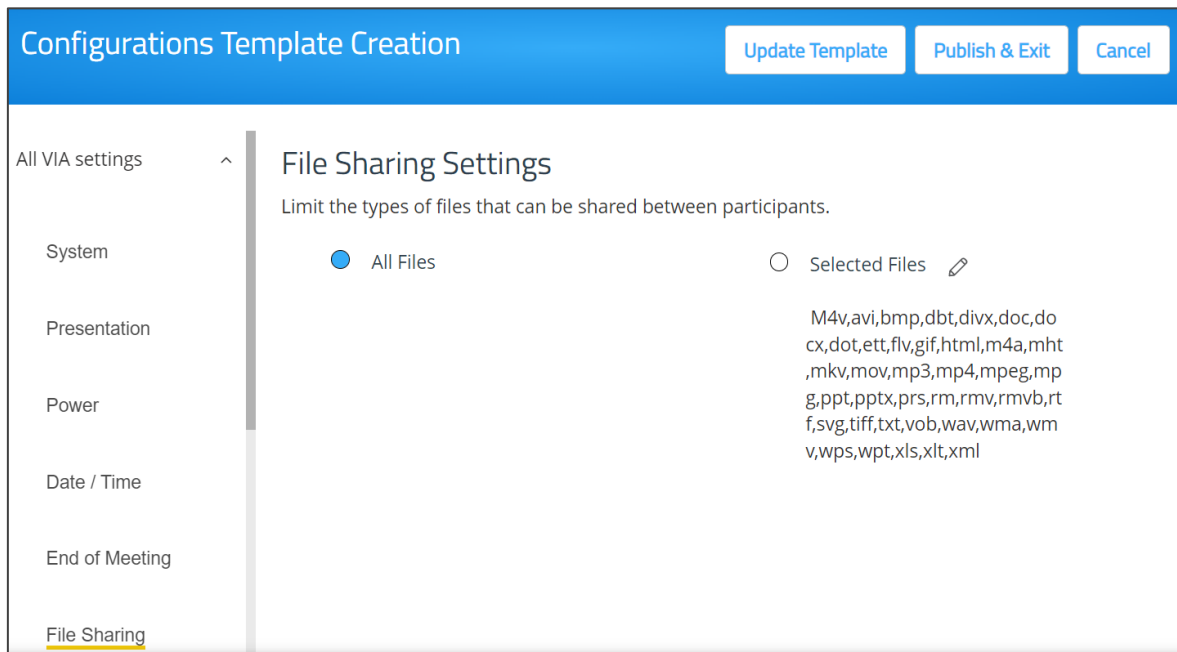 Configurations Template Creation
Update Template
Publish & Exit
Cancel
All VIA settings
System
Presentation
Power
Date / Time
End of Meeting
File Sharing
File Sharing Settings
Limit the types of files that can be shared between participants.
All Files
Selected Files
M4v,avi,bmp,dbt,divx,doc,do
cx,dot,ett,flv,gif,html,m4a,mht
,mkv,mov,mp3,mp4,mpeg,mp
g,ppt,pptx,prs,rm,rmv,rmvb,rt
f,svg,tiff,txt,vob,wav,wma,wm
v,wps,wpt,xls,xlt,xml